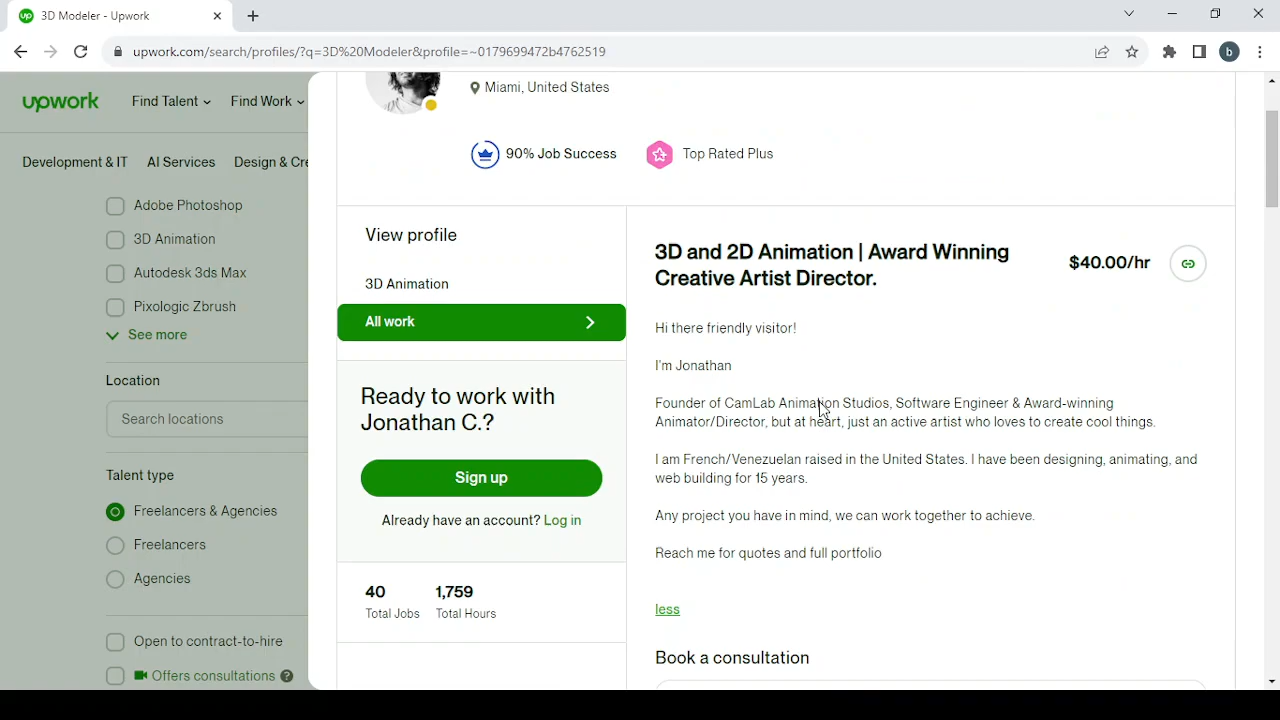 3D Modeler - Upwork
upwork.com/search/profiles/?q=3D%20Modeler&profile=~0179699472b4762519
b
upwork
Find Talent
Find Work
Development & IT
AI Services
Design & Cre
Adobe Photoshop
3D Animation
Autodesk 3ds Max
Pixologic Zbrush
See more
Location
Search locations
Talent type
Freelancers & Agencies
Freelancers
Agencies
Open to contract-to-hire
Offers consultations
Miami, United States
90% Job Success
Top Rated Plus
View profile
3D Animation
All work
Ready to work with
Jonathan C.?
Sign up
Already have an account? Log in
40
1,759
Total Jobs
Total Hours
3D and 2D Animation | Award Winning
Creative Artist Director.
$40.00/hr
Hi there friendly visitor!
I'm Jonathan
Founder of CamLab Animation Studios, Software Engineer & Award-winning
Animator/Director, but at heart, just an active artist who loves to create cool things.
I am French/Venezuelan raised in the United States. I have been designing, animating, and
web building for 15 years.
Any project you have in mind, we can work together to achieve.
Reach me for quotes and full portfolio
less
Book a consultation